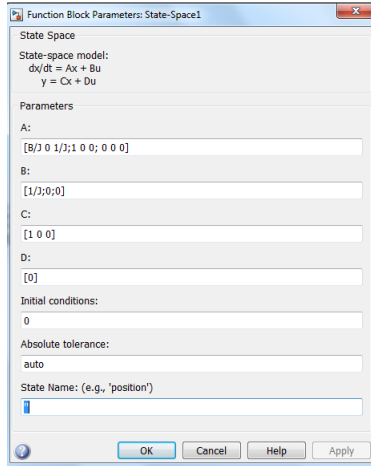 Function Block Parameters: State-Space1
State Space
State-space model:
dx/dt = Ax + Bu
y = Cx + Du
Parameters
A:
[B/J 0 1/J;1 0 0; 0 0 0]
B:
[1/J;0;0]
C:
[1 0 0]
D:
[0]
Initial conditions:
0
Absolute tolerance:
auto
State Name: (e.g., 'position')
''
OK Cancel Help Apply